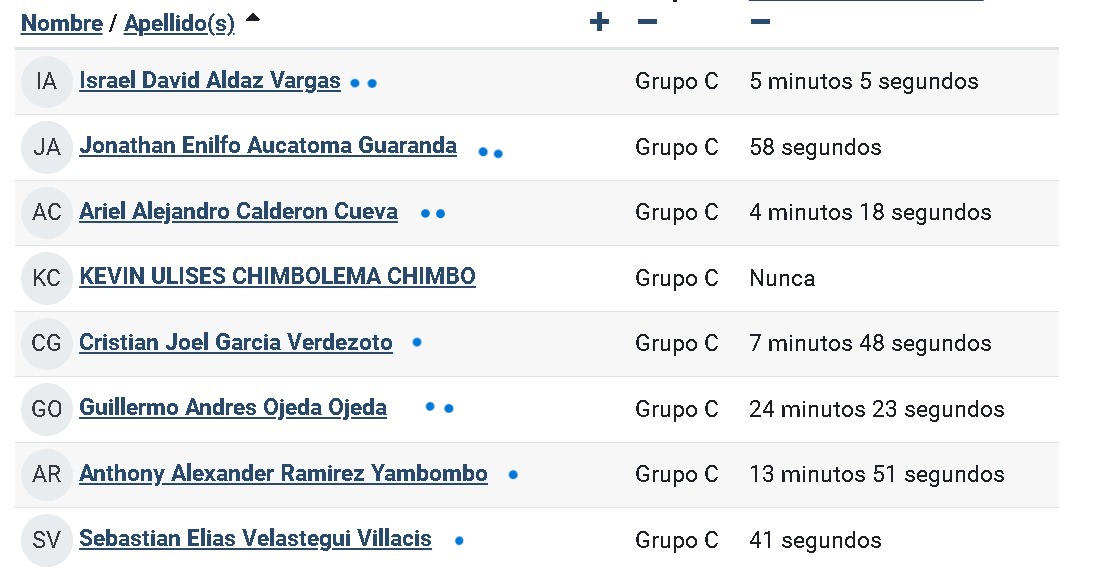 Nombre / Apellido(s)
IA Israel David Aldaz Vargas Grupo C 5 minutos 5 segundos
JA Jonathan Enilfo Aucatoma Guaranda Grupo C 58 segundos
AC Ariel Alejandro Calderon Cueva Grupo C 4 minutos 18 segundos
KC KEVIN ULISES CHIMBOLEMA CHIMBO Grupo C Nunca
CG Cristian Joel Garcia Verdezoto Grupo C 7 minutos 48 segundos
GO Guillermo Andres Ojeda Ojeda Grupo C 24 minutos 23 segundos
AR Anthony Alexander Ramirez Yambombo Grupo C 13 minutos 51 segundos
SV Sebastian Elias Velastegui Villacis Grupo C 41 segundos